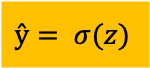 ŷ = σ(z)